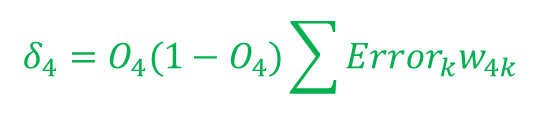 δ₄ = O₄(1 − O₄) ∑ Errorₖw₄ₖ